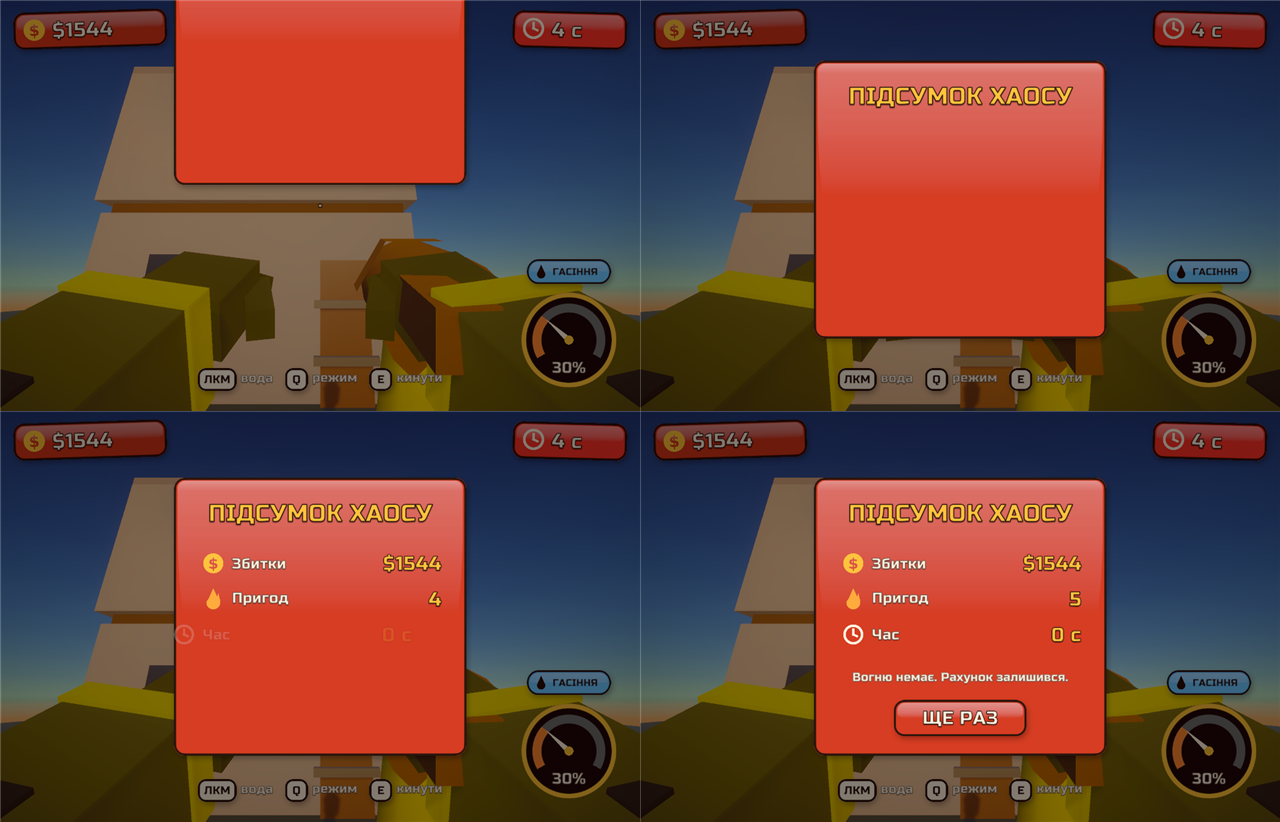 $1544
4 с
ГАСІННЯ
30%
ЛКМ вода Q режим E кинути
$1544
4 с
ПІДСУМОК ХАОСУ
ГАСІННЯ
30%
ЛКМ вода Q режим E кинути
$1544
4 с
ПІДСУМОК ХАОСУ
Збитки $1544
Пригод 4
Час 0 с
ГАСІННЯ
30%
ЛКМ вода Q режим E кинути
$1544
4 с
ПІДСУМОК ХАОСУ
Збитки $1544
Пригод 5
Час 0 с
Вогню немає. Рахунок залишився.
ЩЕ РАЗ
ГАСІННЯ
30%
ЛКМ вода Q режим E кинути